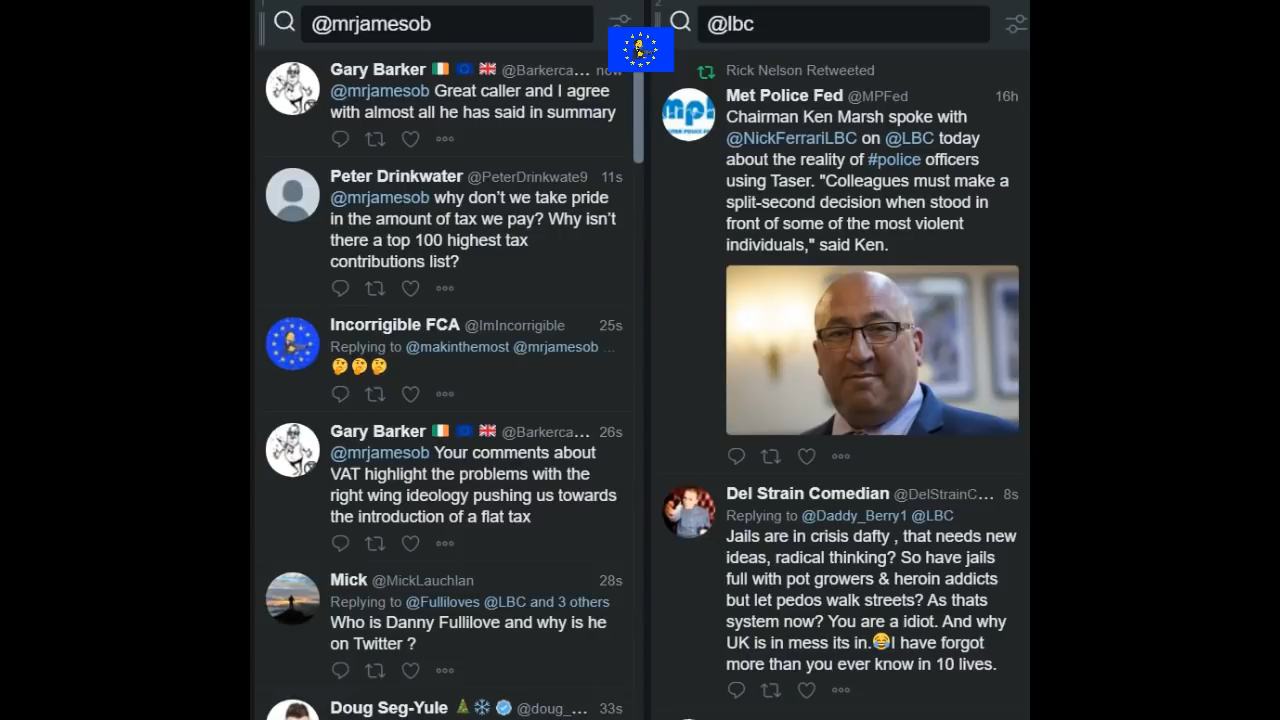 1
@mrjamesob
Gary Barker 🇮🇪 🇪🇺 🇬🇧 @Barkerca... now
@mrjamesob Great caller and I agree
with almost all he has said in summary
Peter Drinkwater @PeterDrinkwate9 11s
@mrjamesob why don't we take pride
in the amount of tax we pay? Why isn't
there a top 100 highest tax
contributions list?
Incorrigible FCA @ImIncorrigible 25s
Replying to @makinthemost @mrjamesob ...
🤔🤔🤔
Gary Barker 🇮🇪 🇪🇺 🇬🇧 @Barkerca... 26s
@mrjamesob Your comments about
VAT highlight the problems with the
right wing ideology pushing us towards
the introduction of a flat tax
Mick @MickLauchlan 28s
Replying to @Fulliloves @LBC and 3 others
Who is Danny Fullilove and why is he
on Twitter ?
Doug Seg-Yule 🎄❄️ @doug_... 33s
2
@lbc
Rick Nelson Retweeted
Met Police Fed @MPFed 16h
Chairman Ken Marsh spoke with
@NickFerrariLBC on @LBC today
about the reality of #police officers
using Taser. "Colleagues must make a
split-second decision when stood in
front of some of the most violent
individuals," said Ken.
Del Strain Comedian @DelStrainC... 8s
Replying to @Daddy_Berry1 @LBC
Jails are in crisis dafty , that needs new
ideas, radical thinking? So have jails
full with pot growers & heroin addicts
but let pedos walk streets? As thats
system now? You are a idiot. And why
UK is in mess its in.😂I have forgot
more than you ever know in 10 lives.